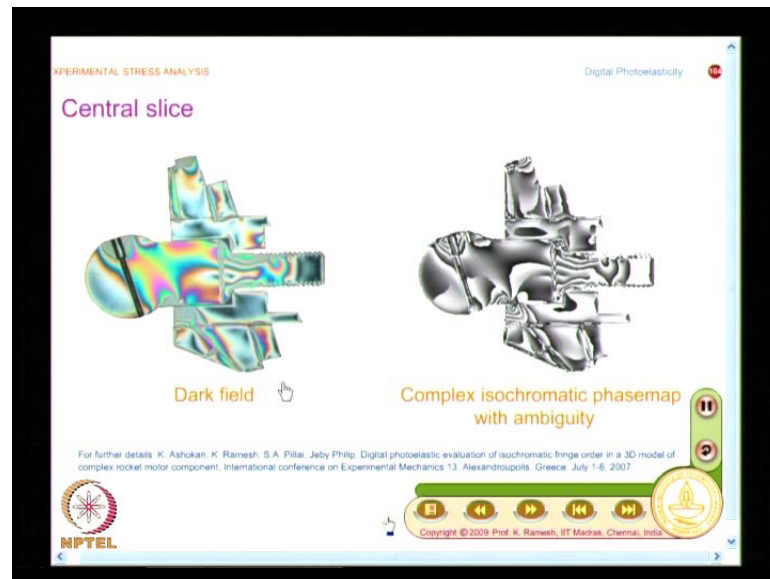 XPERIMENTAL STRESS ANALYSIS
Digital Photoelasticity
104
Central slice
Dark field
Complex isochromatic phasemap
with ambiguity
For further details: K. Ashokan, K. Ramesh, S.A. Pillai, Jeby Philip, Digital photoelastic evaluation of isochromatic fringe order in a 3D model of
complex rocket motor component, International conference on Experimental Mechanics 13, Alexandroupolis, Greece, July 1-6, 2007
NPTEL
Copyright © 2009 Prof. K. Ramesh, IIT Madras, Chennai, India